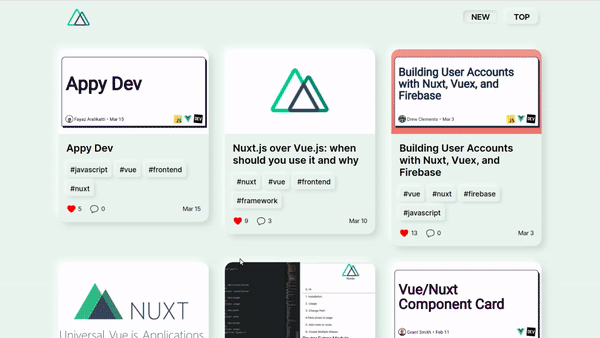 NEW
TOP
Appy Dev
Mar 15
Appy Dev
#javascript
#vue
#frontend
#nuxt
5
0
Mar 15
Nuxt.js over Vue.js: when
should you use it and why
#nuxt
#vue
#frontend
#framework
9
3
Mar 10
Building User Accounts
with Nuxt, Vuex, and
Firebase
Drew Clements • Mar 3
Building User Accounts
with Nuxt, Vuex, and
Firebase
#vue
#nuxt
#firebase
#javascript
13
0
Mar 3
NUXT
Universal Vue.js Applications
Vue/Nuxt
Component Card
Grant Smith • Feb 11